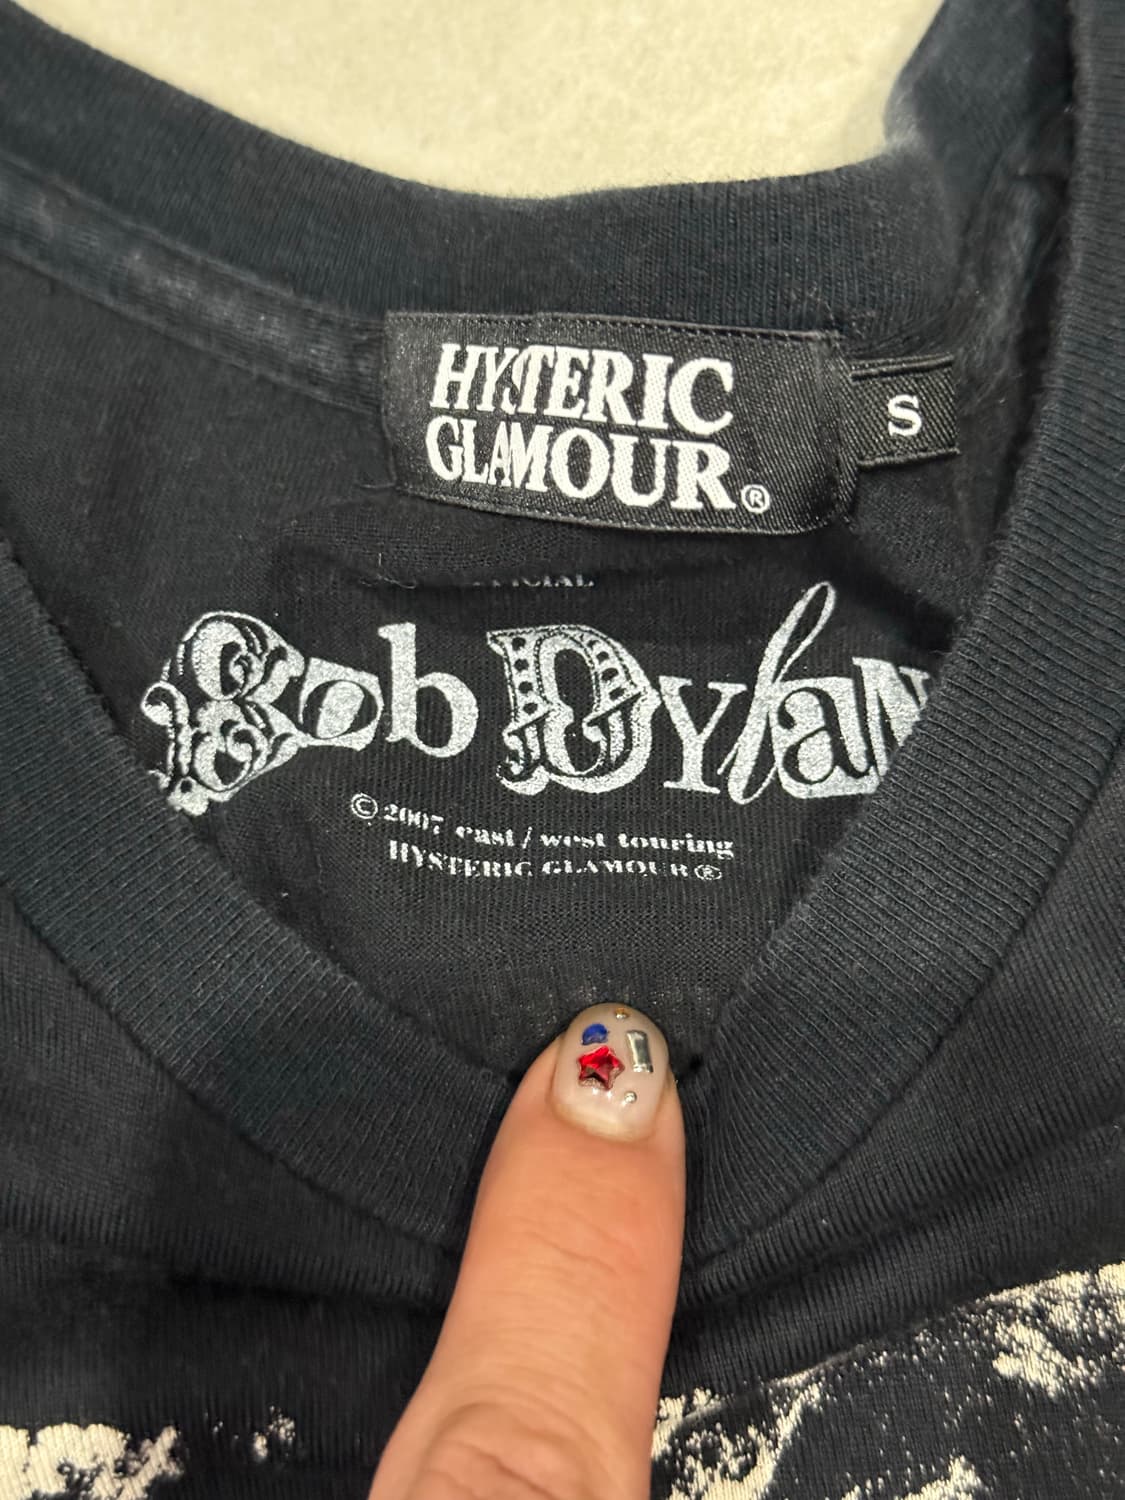 HYSTERIC
GLAMOUR®
S
Bob Dylan
© 2007 east / west touring
HYSTERIC GLAMOUR®